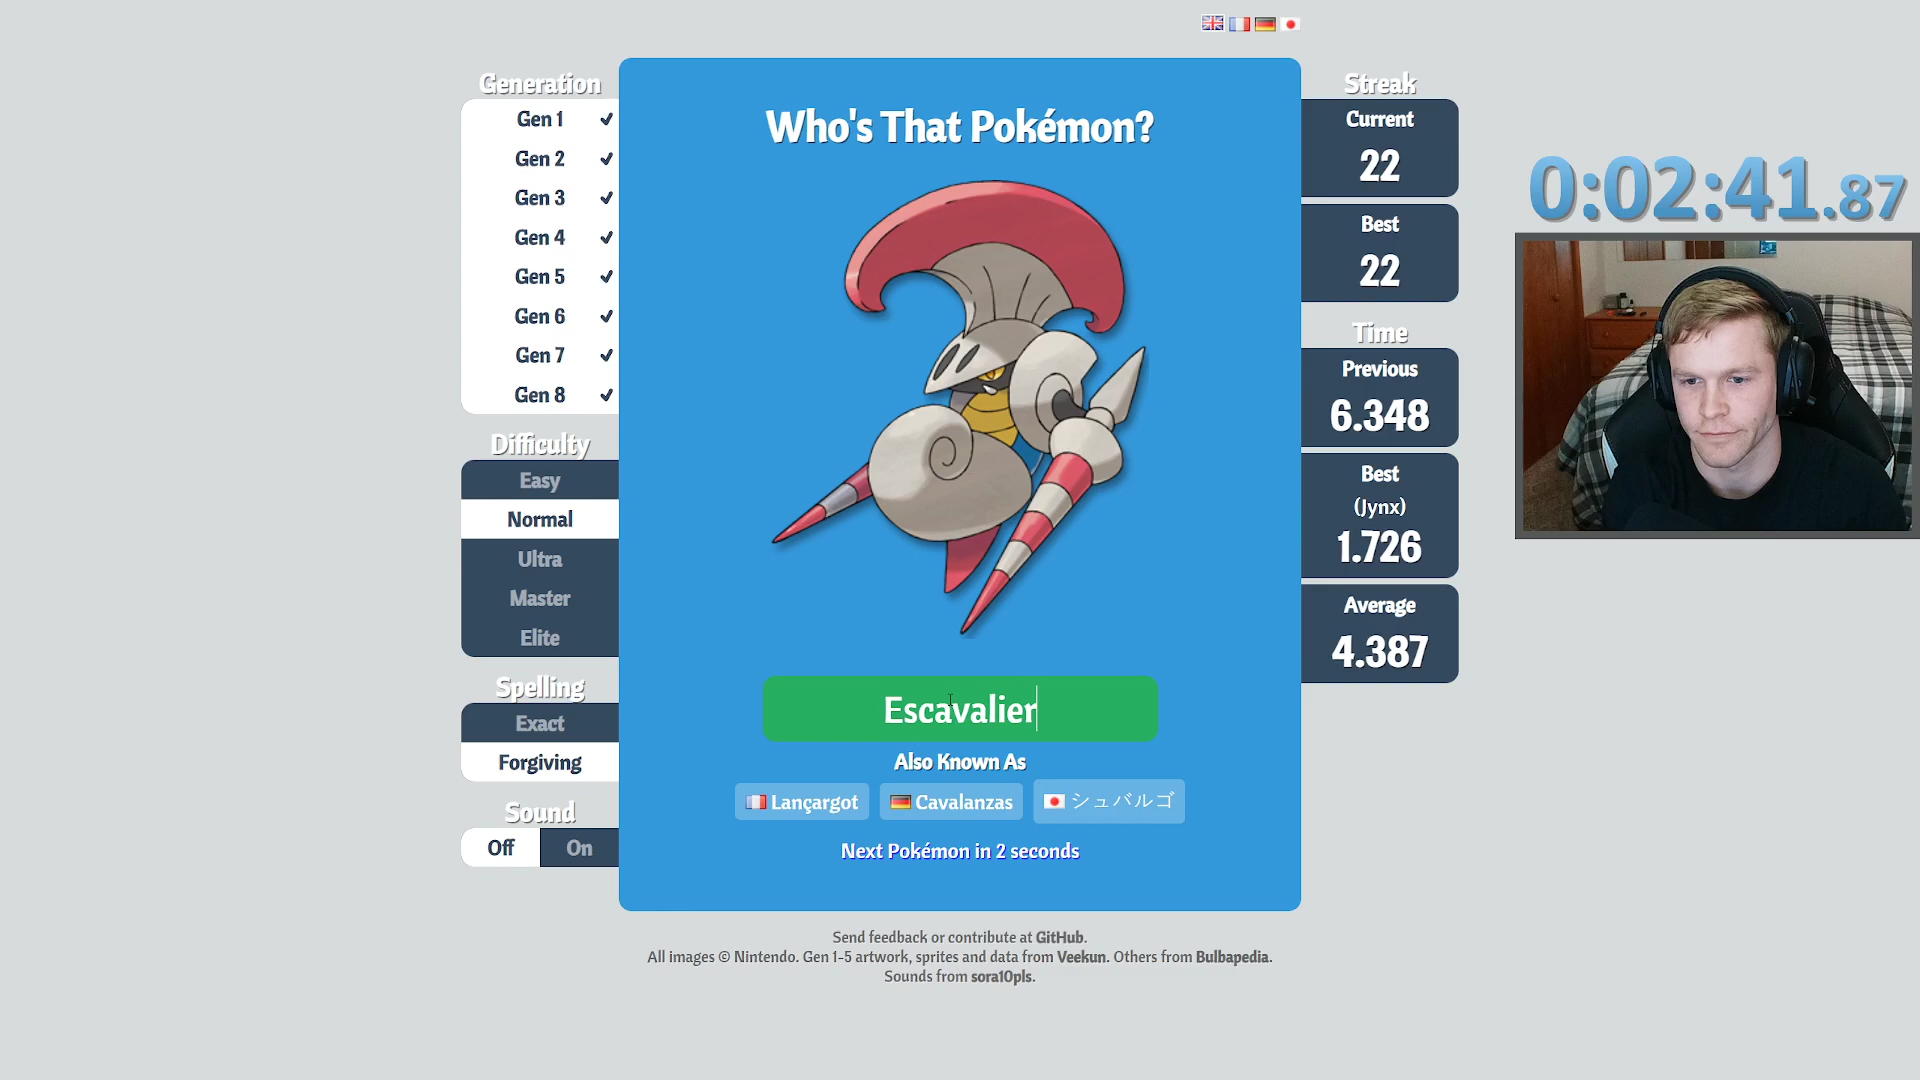 Generation
Gen 1
Gen 2
Gen 3
Gen 4
Gen 5
Gen 6
Gen 7
Gen 8
Difficulty
Easy
Normal
Ultra
Master
Elite
Spelling
Exact
Forgiving
Sound
Off On
Who's That Pokémon?
Escavalier
Also Known As
Lançargot Cavalanzas シュバルゴ
Next Pokémon in 2 seconds
Streak
Current
22
Best
22
Time
Previous
6.348
Best
(Jynx)
1.726
Average
4.387
0:02:41.87
Send feedback or contribute at GitHub.
All images © Nintendo. Gen 1-5 artwork, sprites and data from Veekun. Others from Bulbapedia.
Sounds from sora10pls.